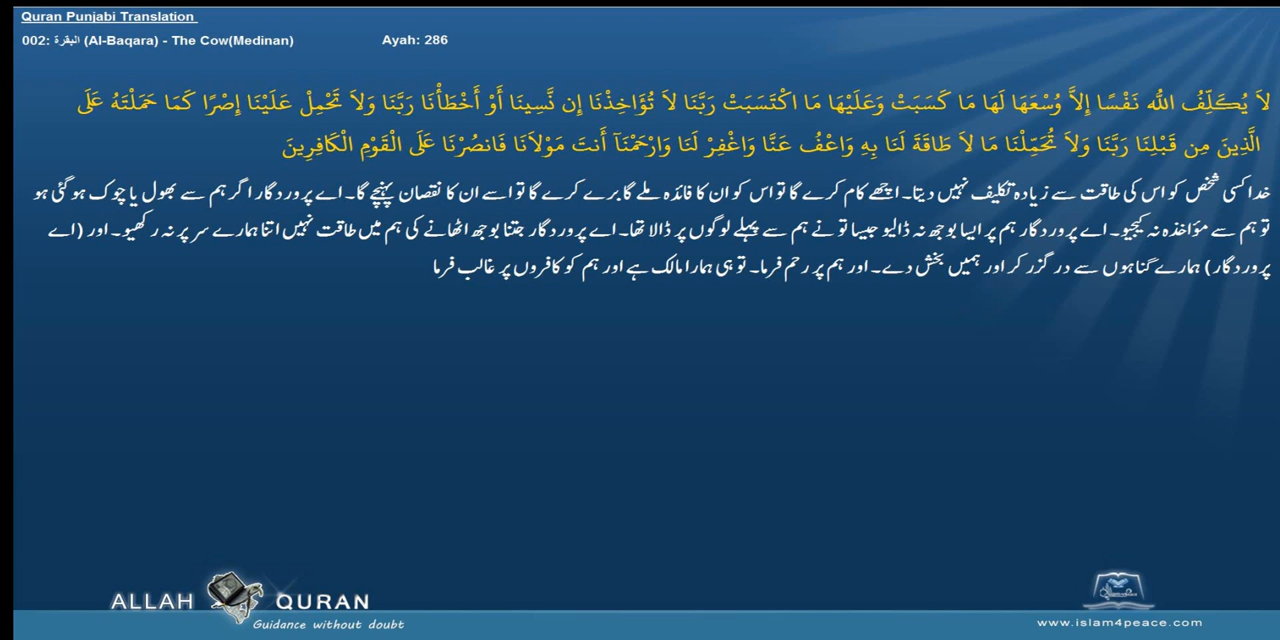 Quran Punjabi Translation
002: البقرة (Al-Baqara) - The Cow(Medinan) Ayah: 286
لاَ يُكَلِّفُ اللّهُ نَفْسًا إِلاَّ وُسْعَهَا لَهَا مَا كَسَبَتْ وَعَلَيْهَا مَا اكْتَسَبَتْ رَبَّنَا لاَ تُؤَاخِذْنَا إِن نَّسِينَا أَوْ أَخْطَأْنَا رَبَّنَا وَلاَ تَحْمِلْ عَلَيْنَا إِصْرًا كَمَا حَمَلْتَهُ عَلَى
الَّذِينَ مِن قَبْلِنَا رَبَّنَا وَلاَ تُحَمِّلْنَا مَا لاَ طَاقَةَ لَنَا بِهِ وَاعْفُ عَنَّا وَاغْفِرْ لَنَا وَارْحَمْنَآ أَنتَ مَوْلاَنَا فَانصُرْنَا عَلَى الْقَوْمِ الْكَافِرِينَ
خدا کسی شخص کو اس کی طاقت سے زیادہ تکلیف نہیں دیتا۔ اچھے کام کرے گا تو اس کو ان کا فائدہ ملے گا برے کرے گا تو اسے ان کا نقصان پہنچے گا۔ اے پروردگار اگر ہم سے بھول یا چوک ہوگئی ہو
تو ہم سے مؤاخذہ نہ کیجیو۔ اے پروردگار ہم پر ایسا بوجھ نہ ڈالیو جیسا تو نے ہم سے پہلے لوگوں پر ڈالا تھا۔ اے پروردگار جتنا بوجھ اٹھانے کی ہم میں طاقت نہیں اتنا ہمارے سر پر نہ رکھیو۔ اور (اے
پروردگار) ہمارے گناہوں سے درگزر کر اور ہمیں بخش دے۔ اور ہم پر رحم فرما۔ تو ہی ہمارا مالک ہے اور ہم کو کافروں پر غالب فرما
ALLAH QURAN
Guidance without doubt
www.islam4peace.com